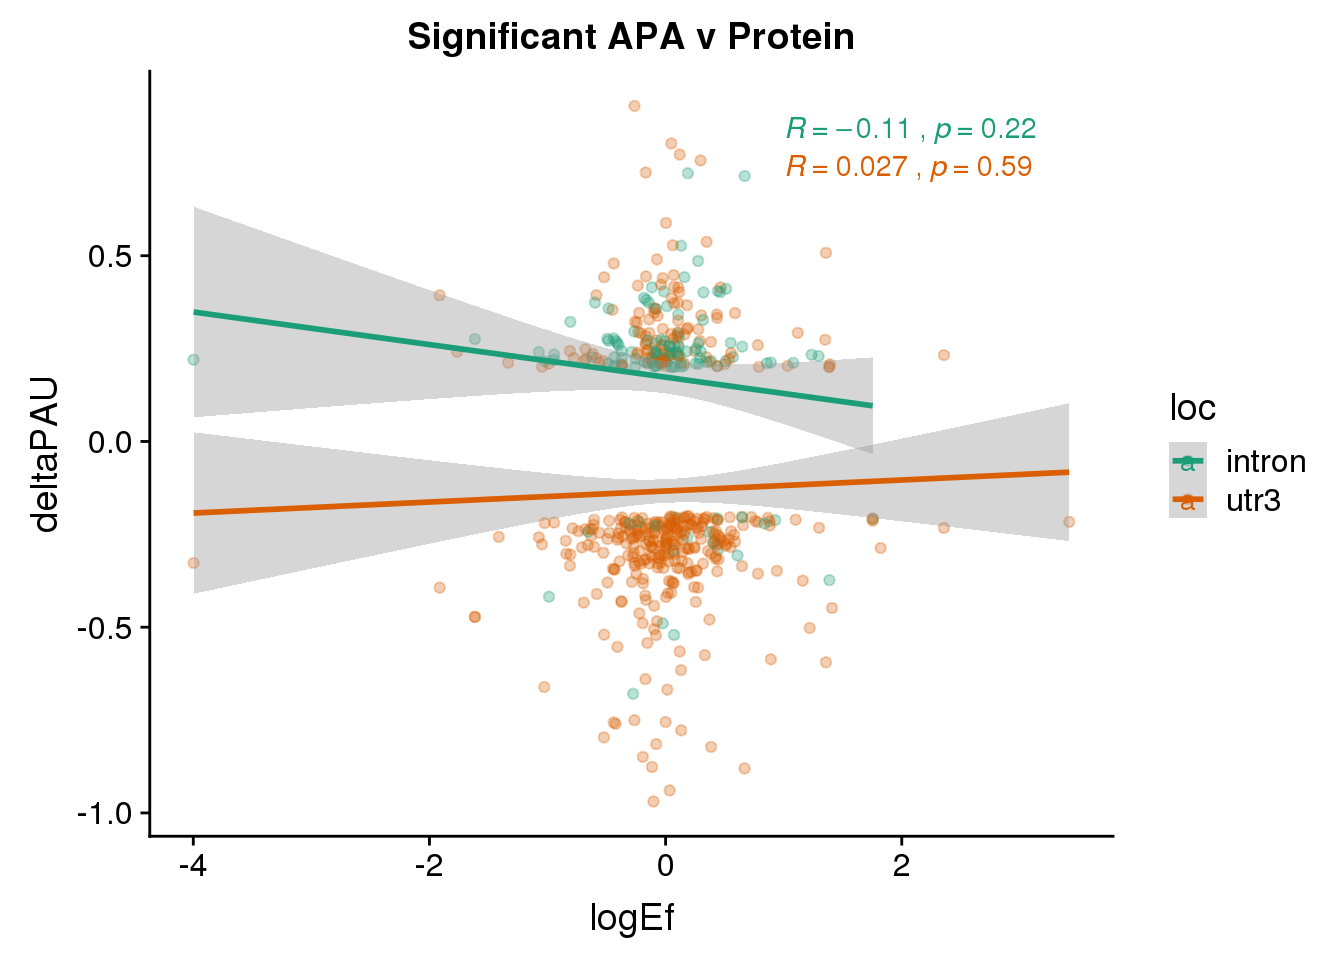 Significant APA v Protein
R = −0.11 , p = 0.22
R = 0.027 , p = 0.59
0.5
0.0
-0.5
-1.0
deltaPAU
-4
-2
0
2
logEf
loc
a intron
a utr3